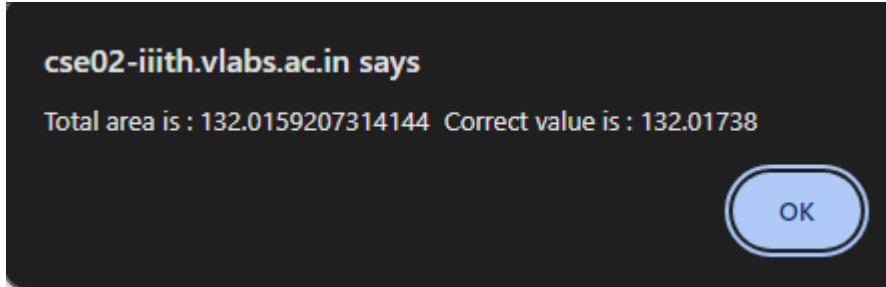 cse02-iiith.vlabs.ac.in says
Total area is : 132.0159207314144  Correct value is : 132.01738
OK